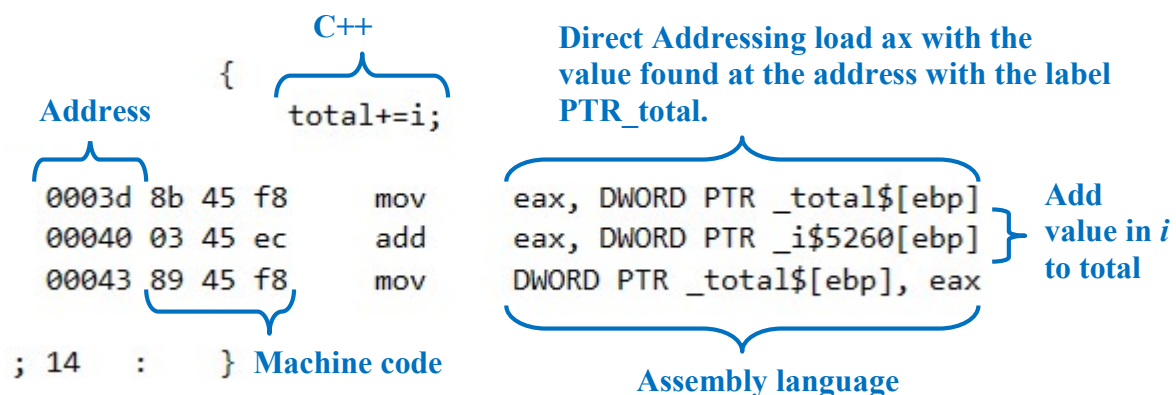 C++
Direct Addressing load ax with the
value found at the address with the label
PTR_total.
{
Address
total+=i;
0003d 8b 45 f8 mov eax, DWORD PTR _total$[ebp]
00040 03 45 ec add eax, DWORD PTR _i$5260[ebp]
00043 89 45 f8 mov DWORD PTR _total$[ebp], eax
Add
value in i
to total
; 14 : }
Machine code
Assembly language